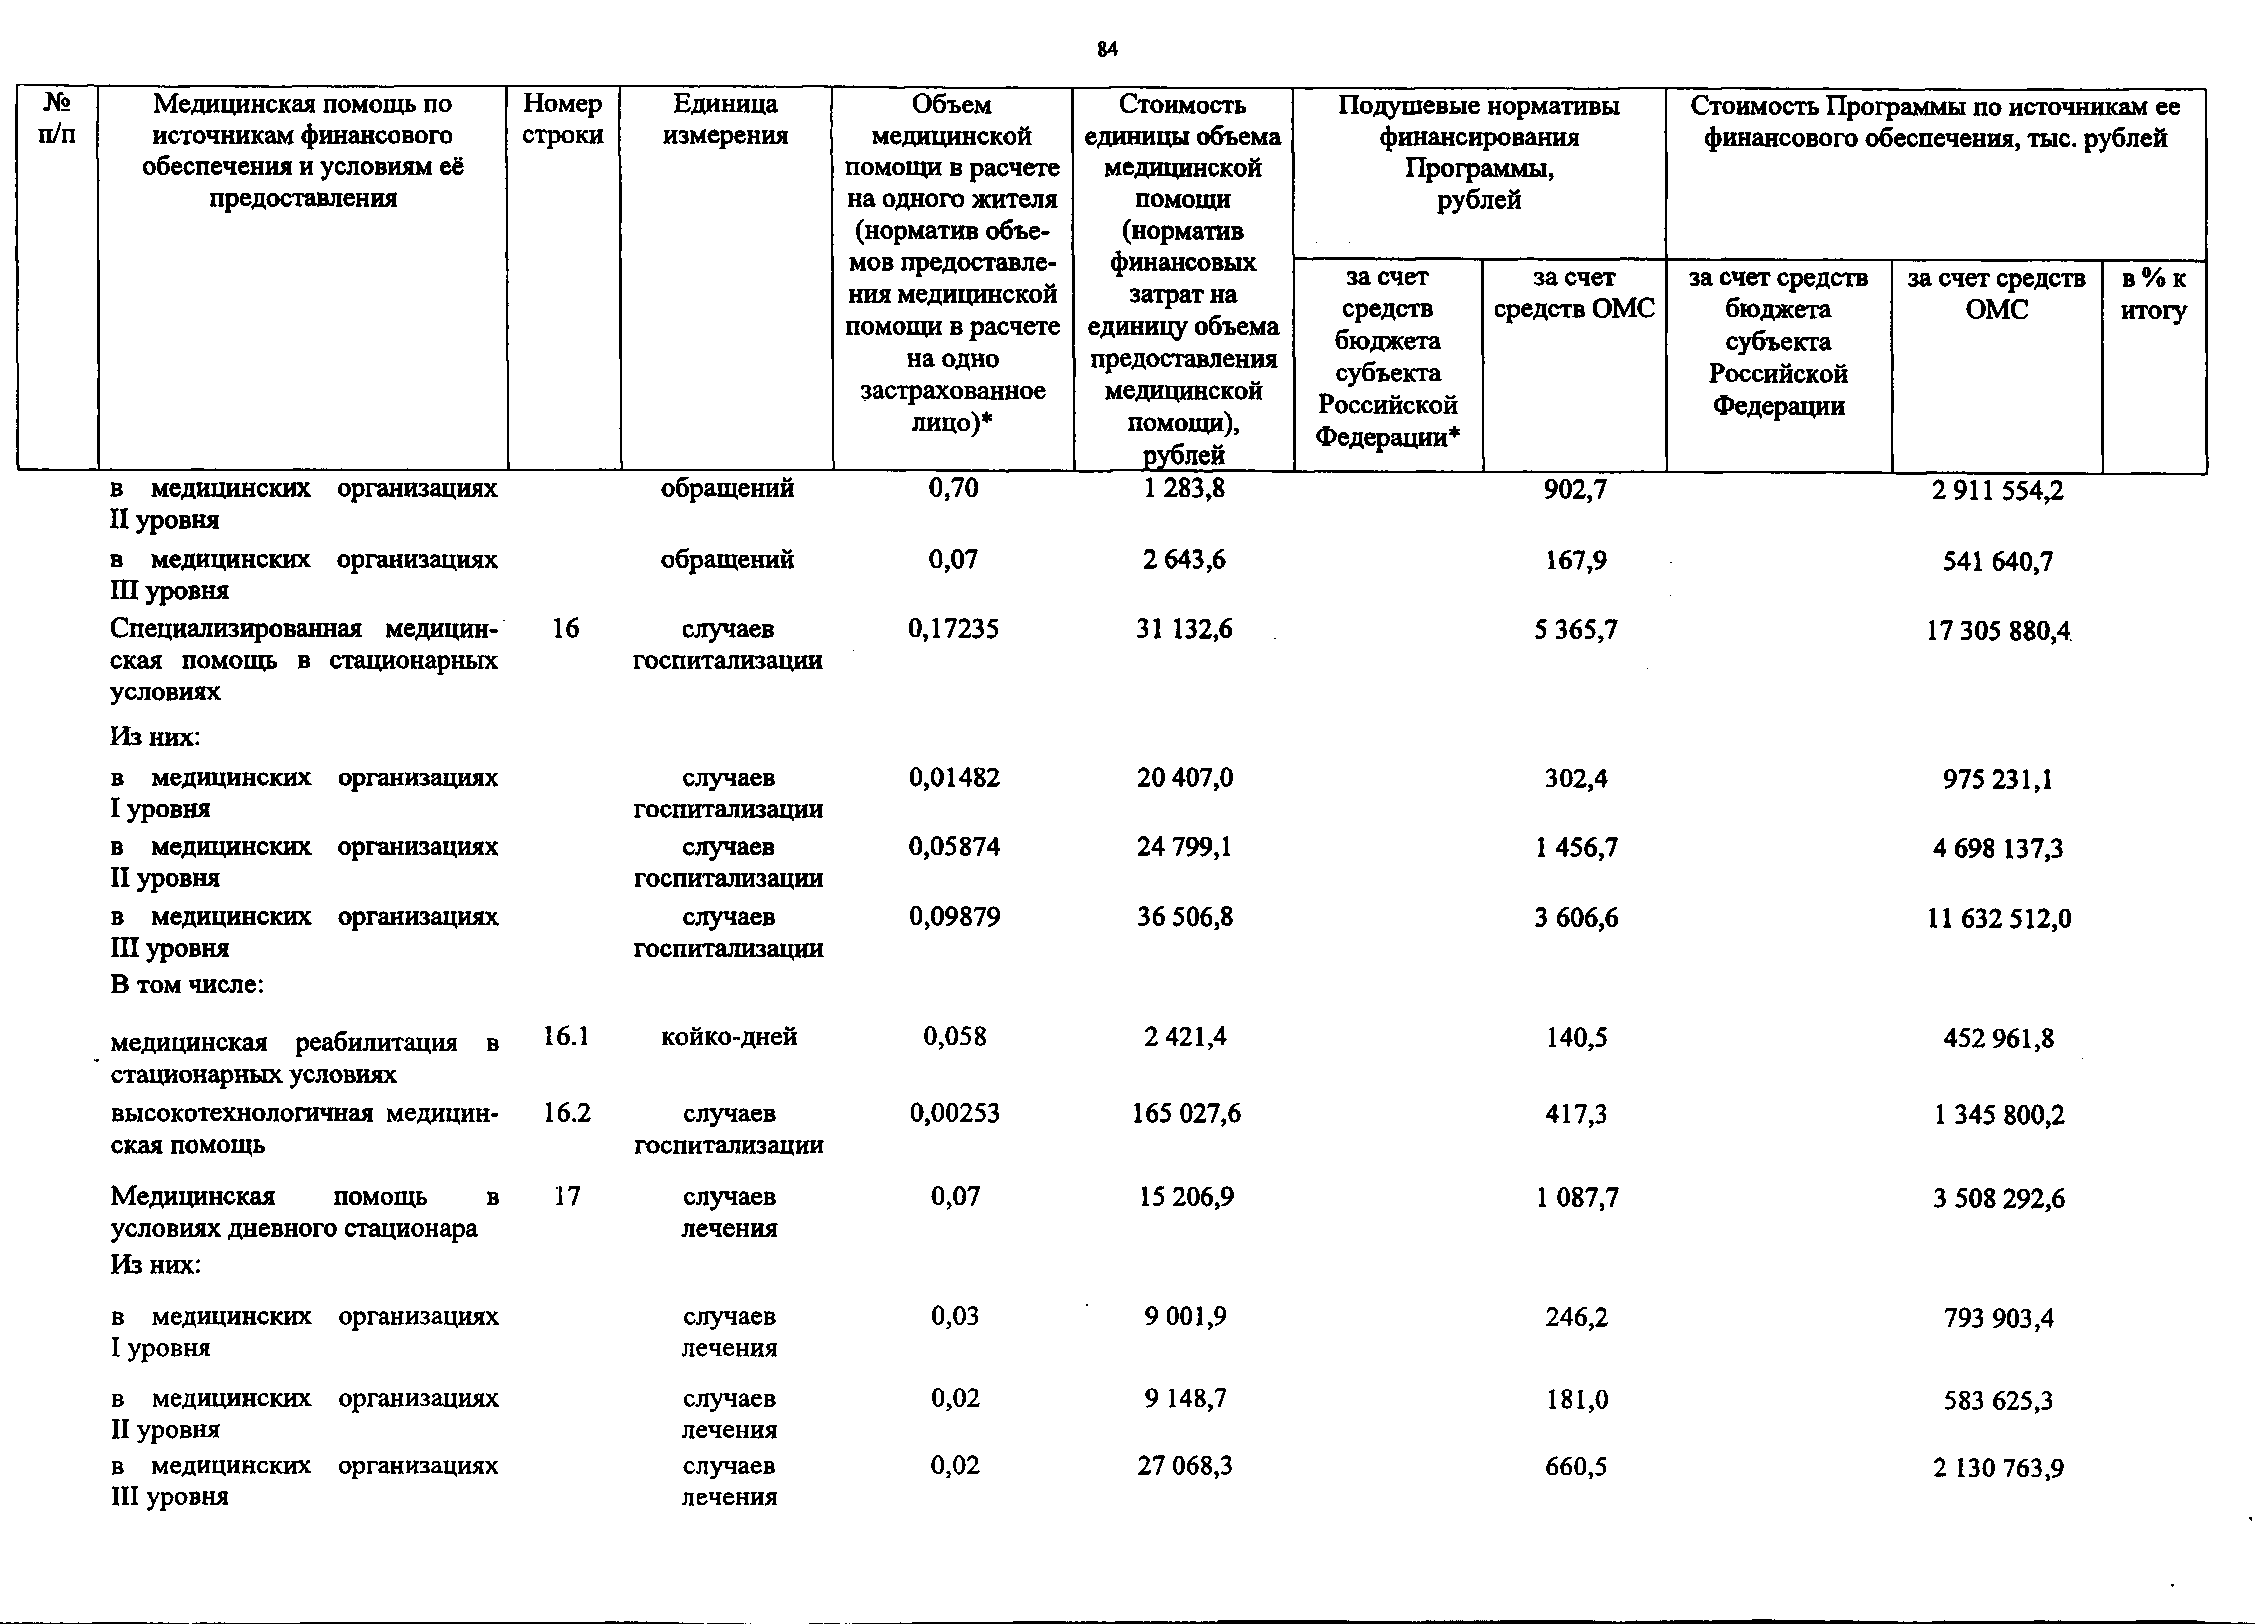 84
№
п/п
Медицинская помощь по
источникам финансового
обеспечения и условиям её
предоставления
Номер
строки
Единица
измерения
Объем
медицинской
помощи в расчете
на одного жителя
(норматив объе-
мов предоставле-
ния медицинской
помощи в расчете
на одно
застрахованное
лицо)*
Стоимость
единицы объема
медицинской
помощи
(норматив
финансовых
затрат на
единицу объема
предоставления
медицинской
помощи),
рублей
Подушевые нормативы
финансирования
Программы,
рублей
за счет
средств
бюджета
субъекта
Российской
Федерации*
за счет
средств ОМС
Стоимость Программы по источникам ее
финансового обеспечения, тыс. рублей
за счет средств
бюджета
субъекта
Российской
Федерации
за счет средств
ОМС
в % к
итогу
в медицинских организациях обращений 0,70 1 283,8 902,7 2 911 554,2
II уровня
в медицинских организациях обращений 0,07 2 643,6 167,9 541 640,7
III уровня
Специализированная медицин- 16 случаев 0,17235 31 132,6 5 365,7 17 305 880,4
ская помощь в стационарных госпитализации
условиях
Из них:
в медицинских организациях случаев 0,01482 20 407,0 302,4 975 231,1
I уровня госпитализации
в медицинских организациях случаев 0,05874 24 799,1 1 456,7 4 698 137,3
II уровня госпитализации
в медицинских организациях случаев 0,09879 36 506,8 3 606,6 11 632 512,0
III уровня госпитализации
В том числе:
медицинская реабилитация в 16.1 койко-дней 0,058 2 421,4 140,5 452 961,8
стационарных условиях
высокотехнологичная медицин- 16.2 случаев 0,00253 165 027,6 417,3 1 345 800,2
ская помощь госпитализации
Медицинская помощь в 17 случаев 0,07 15 206,9 1 087,7 3 508 292,6
условиях дневного стационара лечения
Из них:
в медицинских организациях случаев 0,03 9 001,9 246,2 793 903,4
I уровня лечения
в медицинских организациях случаев 0,02 9 148,7 181,0 583 625,3
II уровня лечения
в медицинских организациях случаев 0,02 27 068,3 660,5 2 130 763,9
III уровня лечения